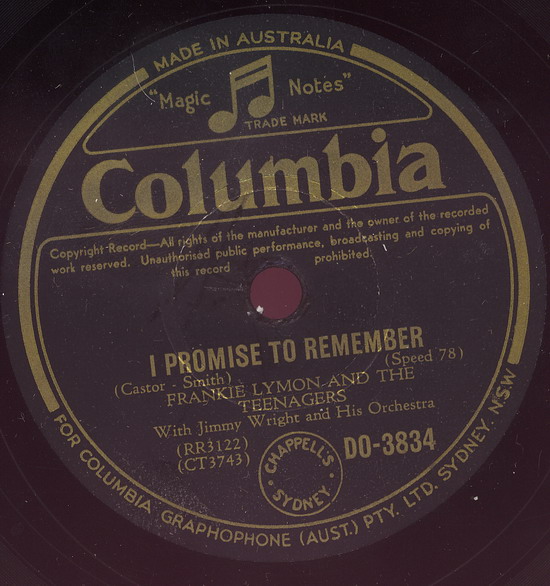 MADE IN AUSTRALIA
"Magic Notes"
TRADE MARK
Columbia
Copyright-Record—All rights of the manufacturer and the owner of the recorded
work reserved. Unauthorised public performance, broadcasting and copying of
this record prohibited.
I PROMISE TO REMEMBER
(Castor - Smith) (Speed 78)
FRANKIE LYMON AND THE
TEENAGERS
With Jimmy Wright and His Orchestra
(RR3122)
(CT3743)
DO-3834
CHAPPELL'S
SYDNEY
FOR COLUMBIA GRAPHOPHONE (AUST.) PTY. LTD. SYDNEY. N.S.W